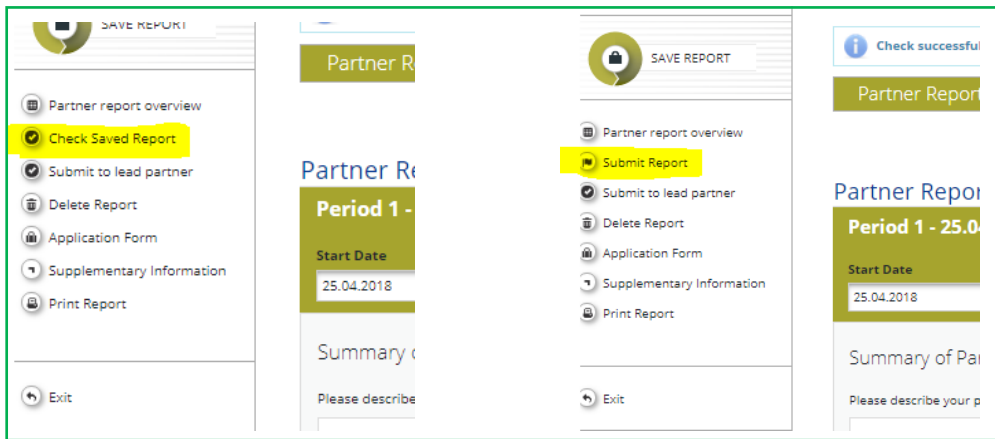 SAVE REPORT
Partner R
Partner report overview
Check Saved Report
Submit to lead partner
Delete Report
Application Form
Supplementary Information
Print Report
Exit
Partner Re
Period 1 -
Start Date
25.04.2018
Summary
Please describe
SAVE REPORT
Check successful
Partner Report
Partner report overview
Submit Report
Submit to lead partner
Delete Report
Application Form
Supplementary Information
Print Report
Exit
Partner Repor
Period 1 - 25.0
Start Date
25.04.2018
Summary of Pa
Please describe your p